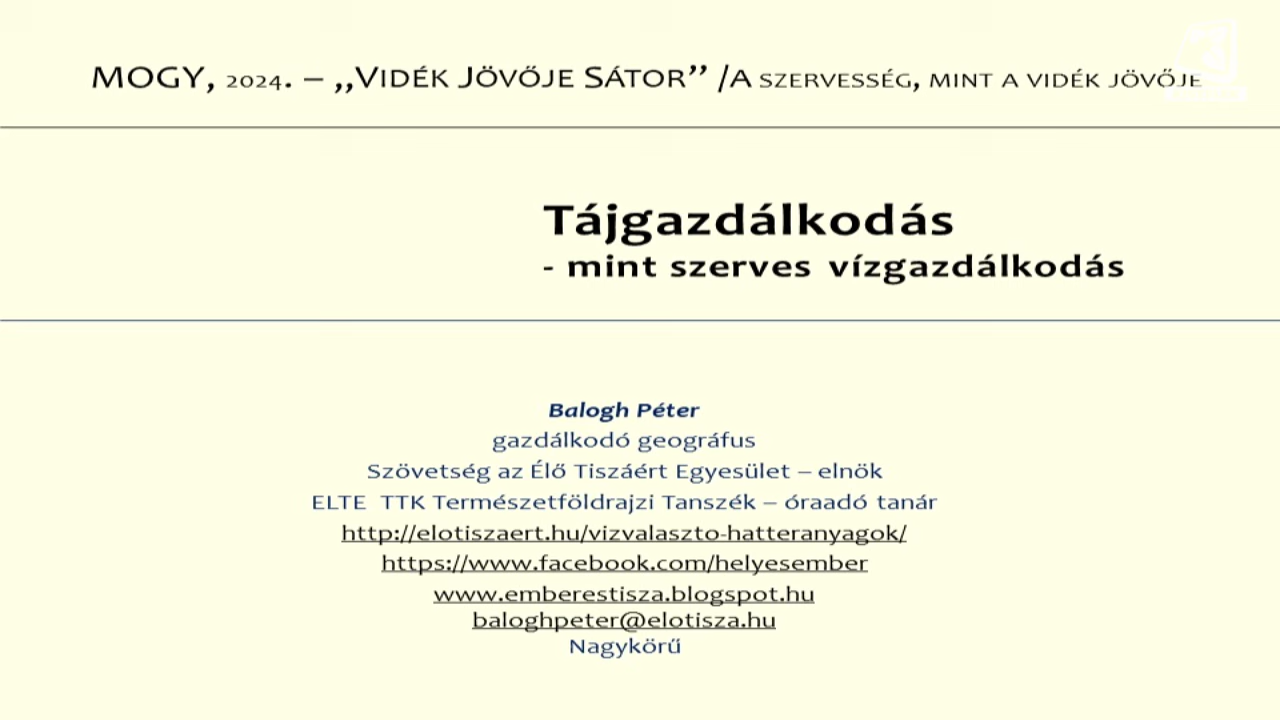 MOGY, 2024. – „Vidék Jövője Sátor” /A szervesség, mint a vidék jövője
Tájgazdálkodás
- mint szerves vízgazdálkodás
Balogh Péter
gazdálkodó geográfus
Szövetség az Élő Tiszáért Egyesület – elnök
ELTE TTK Természetföldrajzi Tanszék – óraadó tanár
http://elotiszaert.hu/vizvalaszto-hatteranyagok/
https://www.facebook.com/helyesember
www.emberestisza.blogspot.hu
baloghpeter@elotisza.hu
Nagykörű